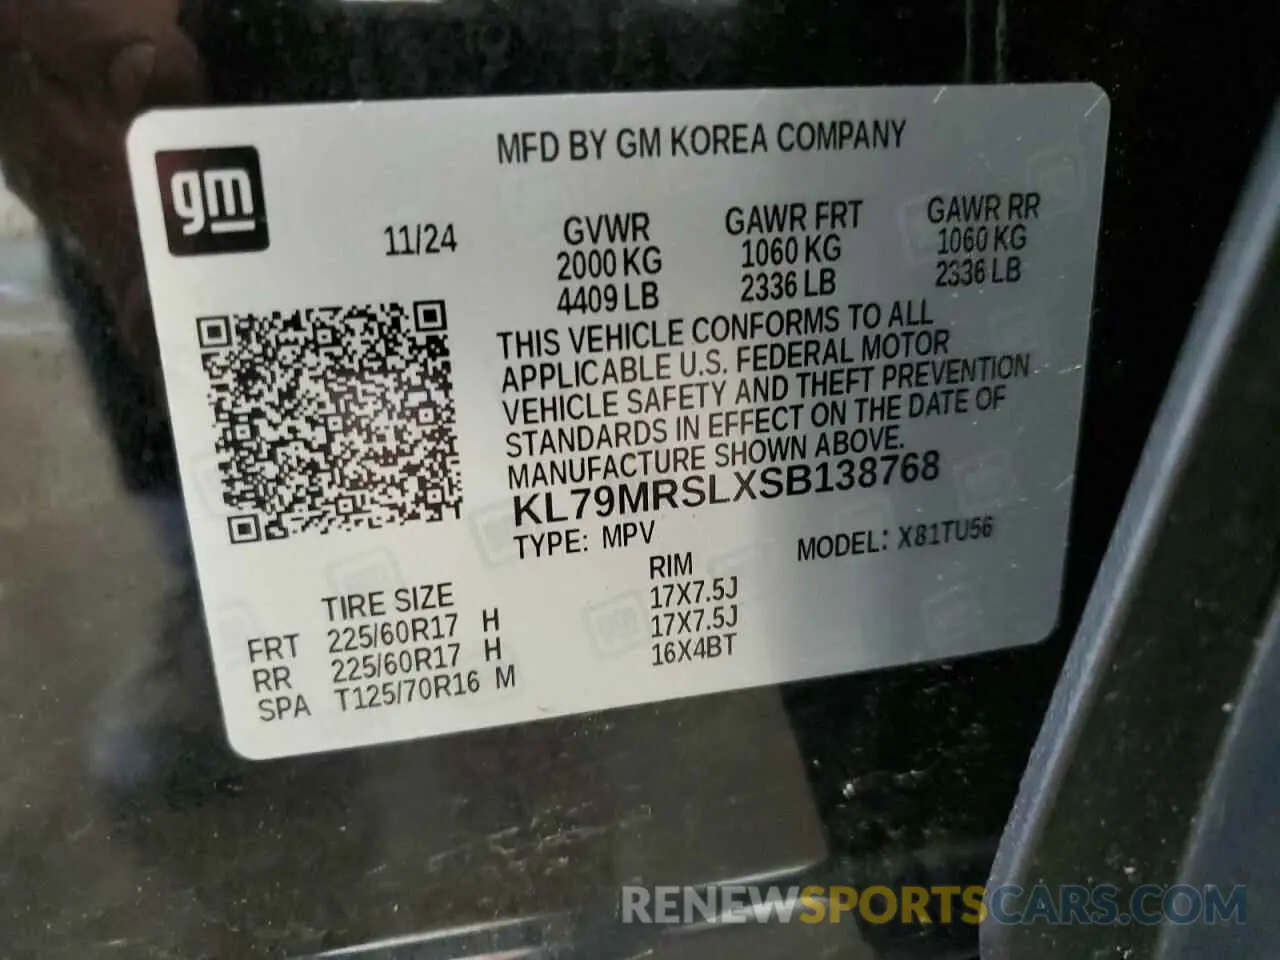 gm
MFD BY GM KOREA COMPANY
11/24
GVWR GAWR FRT GAWR RR
2000 KG 1060 KG 1060 KG
4409 LB 2336 LB 2336 LB
THIS VEHICLE CONFORMS TO ALL
APPLICABLE U.S. FEDERAL MOTOR
VEHICLE SAFETY AND THEFT PREVENTION
STANDARDS IN EFFECT ON THE DATE OF
MANUFACTURE SHOWN ABOVE.
KL79MRSLXSB138768
TYPE: MPV MODEL: X81TU56
TIRE SIZE RIM
FRT 225/60R17 H 17X7.5J
RR 225/60R17 H 17X7.5J
SPA T125/70R16 M 16X4BT
RENEWSPORTSCARS.COM